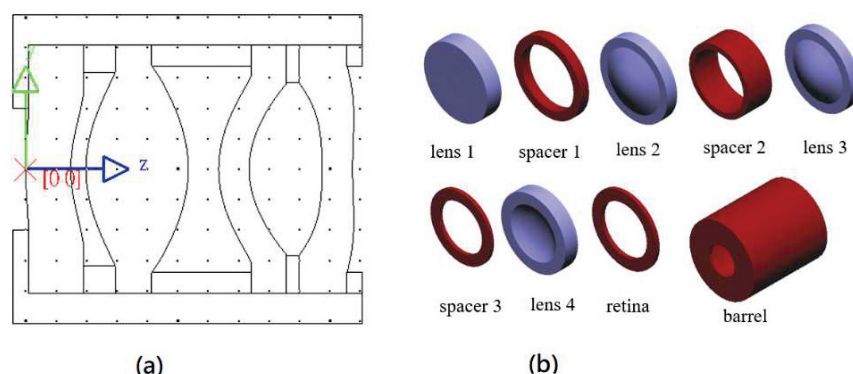 y
z
[0 0]
lens 1 spacer 1 lens 2 spacer 2 lens 3
spacer 3 lens 4 retina barrel
(a) (b)